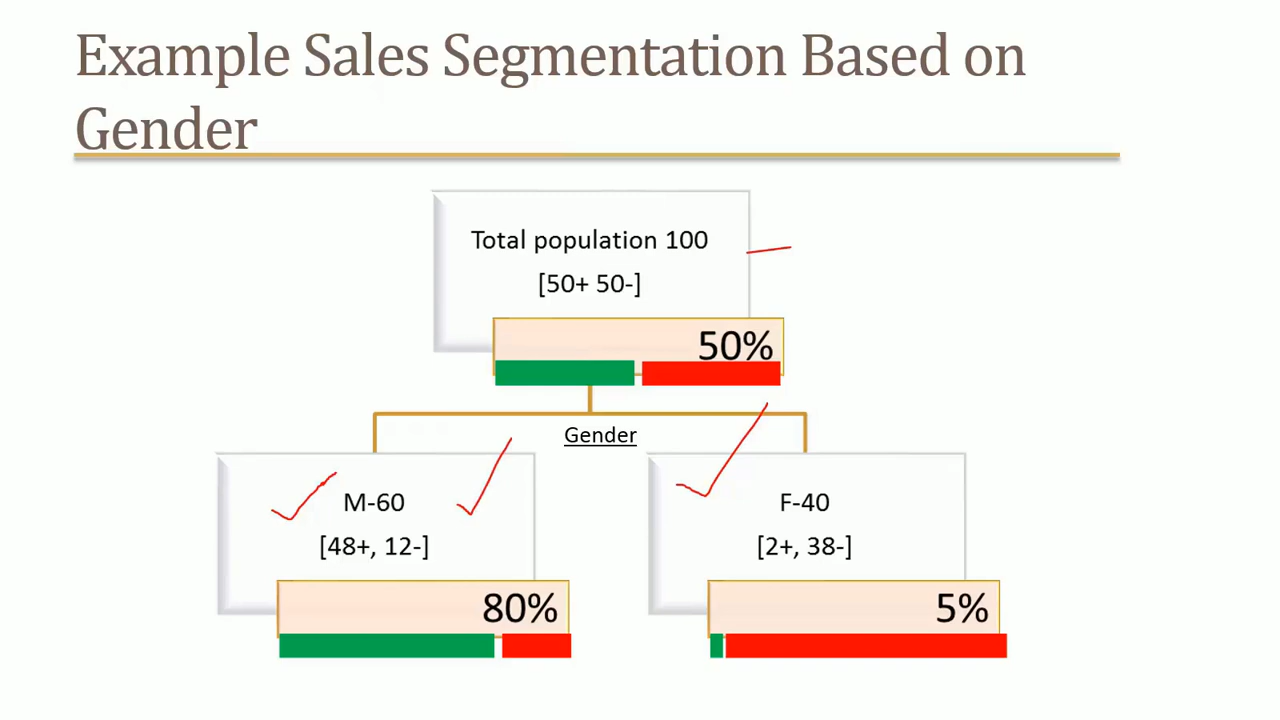 Example Sales Segmentation Based on
Gender
Total population 100
[50+ 50-]
50%
Gender
M-60
[48+, 12-]
80%
F-40
[2+, 38-]
5%